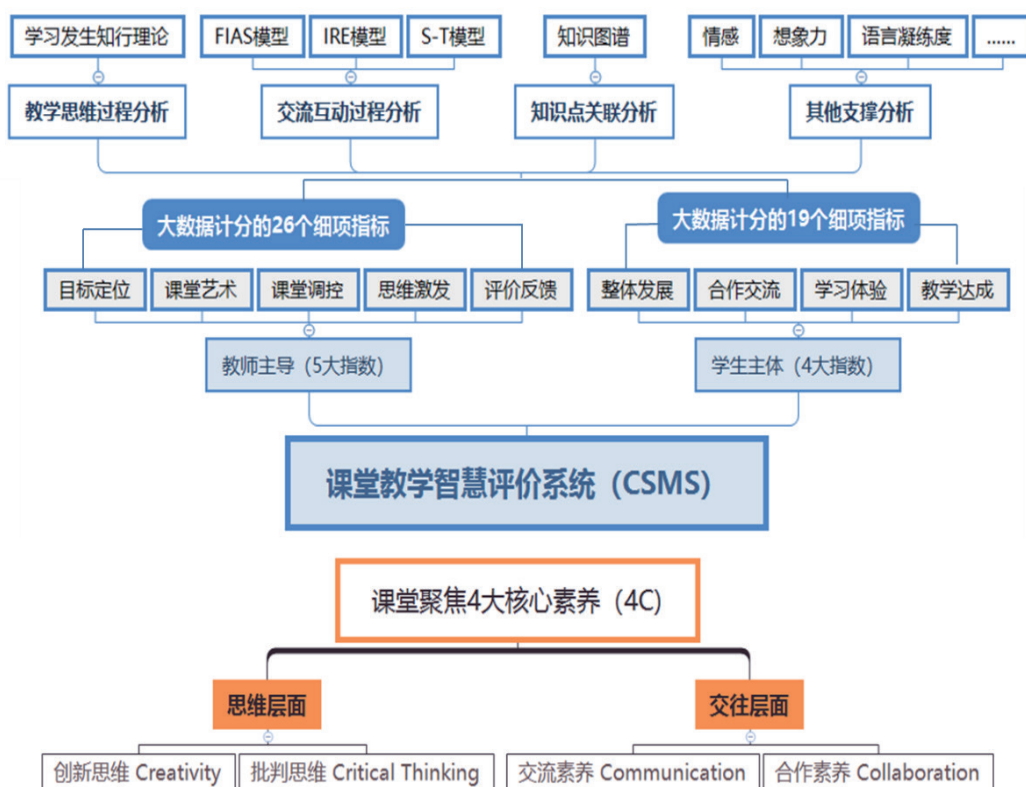 学习发生知行理论
FIAS模型
IRE模型
S-T模型
知识图谱
情感
想象力
语言凝练度
......
教学思维过程分析
交流互动过程分析
知识点关联分析
其他支撑分析
大数据计分的26个细项指标
大数据计分的19个细项指标
目标定位
课堂艺术
课堂调控
思维激发
评价反馈
整体发展
合作交流
学习体验
教学达成
教师主导（5大指数）
学生主体（4大指数）
课堂教学智慧评价系统（CSMS）
课堂聚焦4大核心素养（4C)
思维层面
交往层面
创新思维 Creativity
批判思维 Critical Thinking
交流素养 Communication
合作素养 Collaboration